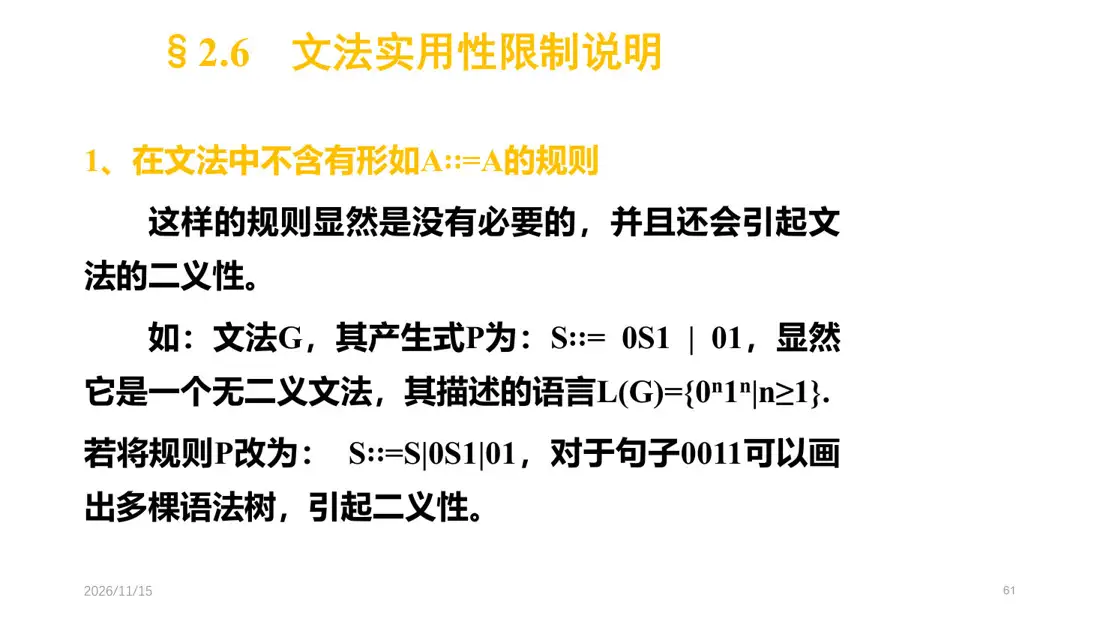 §2.6 文法实用性限制说明
1、在文法中不含有形如A∷=A的规则
这样的规则显然是没有必要的，并且还会引起文
法的二义性。
如：文法G，其产生式P为：S∷= 0S1 | 01，显然
它是一个无二义文法，其描述的语言L(G)={0ⁿ1ⁿ|n≥1}.
若将规则P改为： S∷=S|0S1|01，对于句子0011可以画
出多棵语法树，引起二义性。
2026/11/15
61